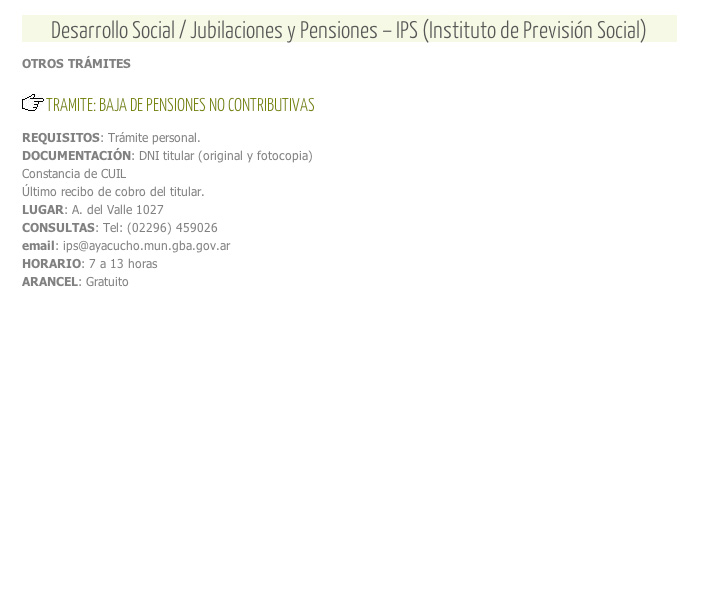 Desarrollo Social / Jubilaciones y Pensiones – IPS (Instituto de Previsión Social)
OTROS TRÁMITES
TRAMITE: BAJA DE PENSIONES NO CONTRIBUTIVAS
REQUISITOS: Trámite personal.
DOCUMENTACIÓN: DNI titular (original y fotocopia)
Constancia de CUIL
Último recibo de cobro del titular.
LUGAR: A. del Valle 1027
CONSULTAS: Tel: (02296) 459026
email: ips@ayacucho.mun.gba.gov.ar
HORARIO: 7 a 13 horas
ARANCEL: Gratuito